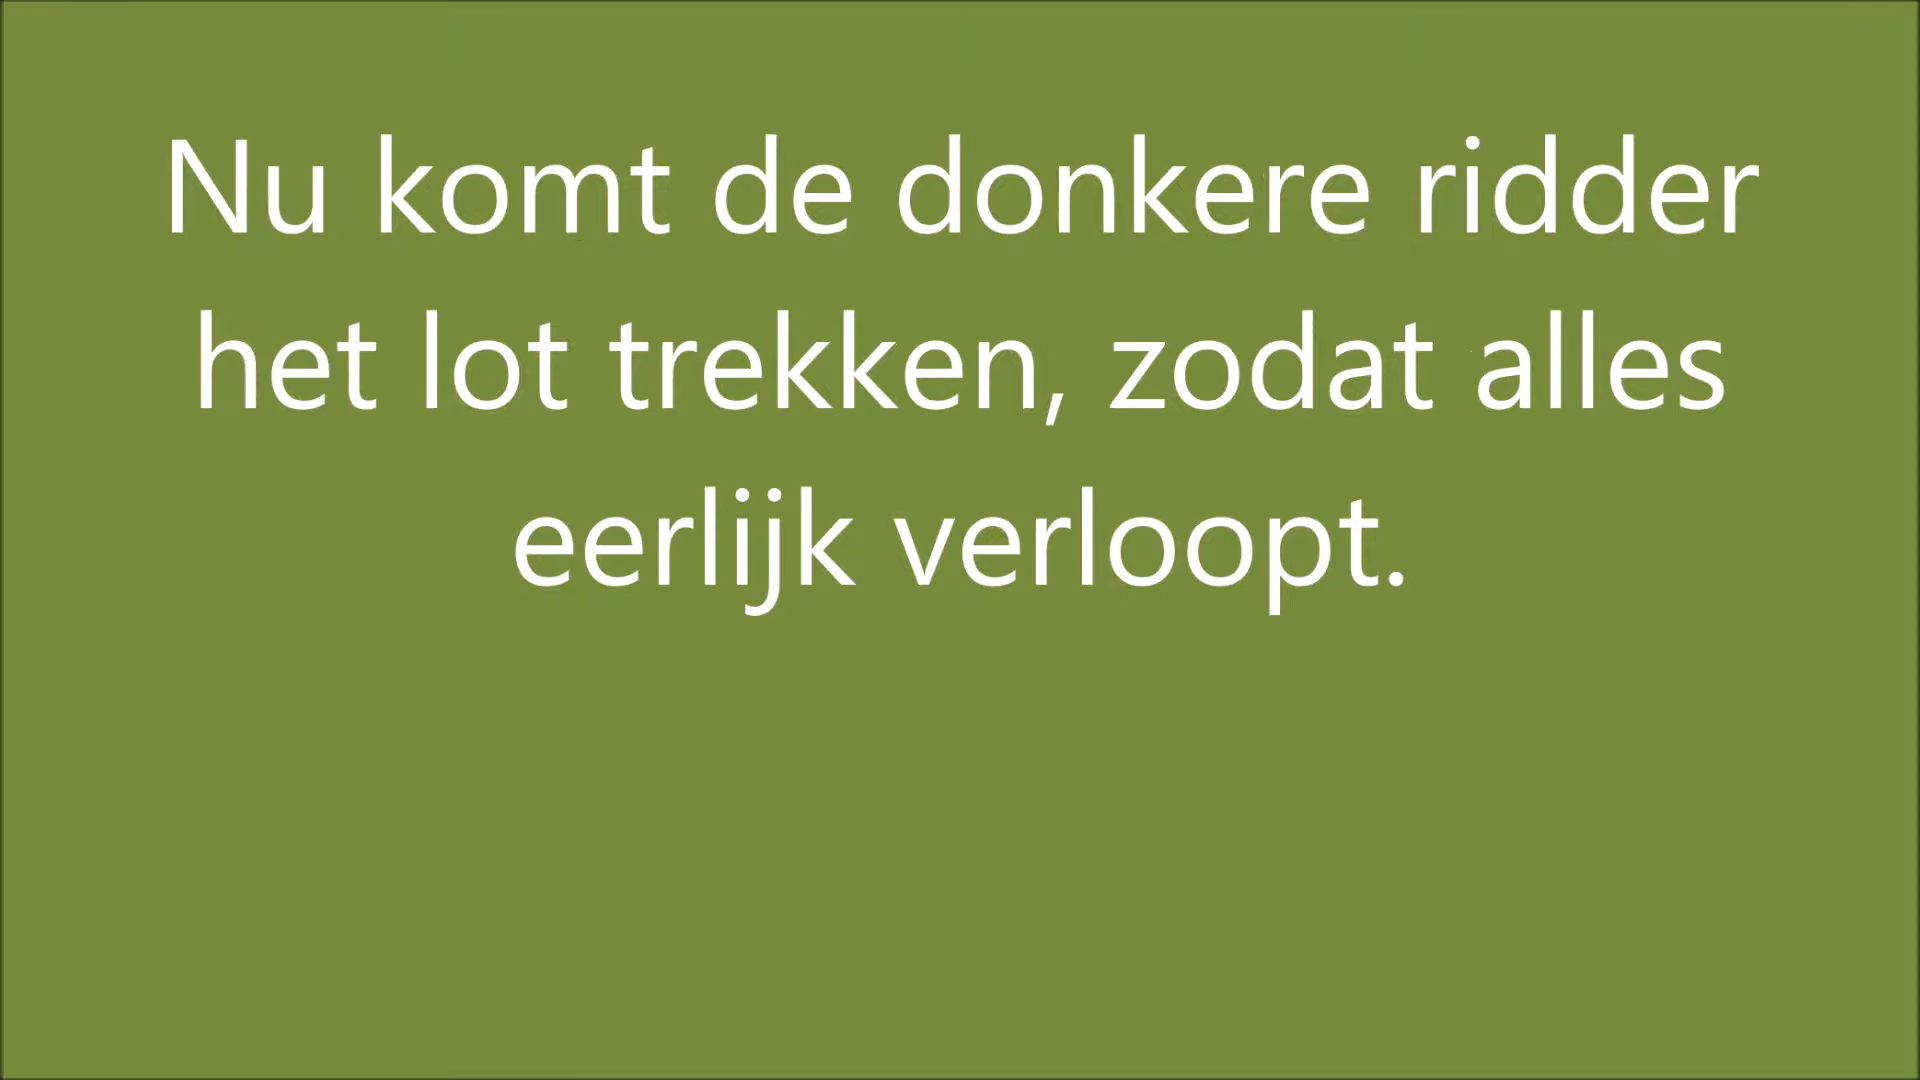 Nu komt de donkere ridder
het lot trekken, zodat alles
eerlijk verloopt.